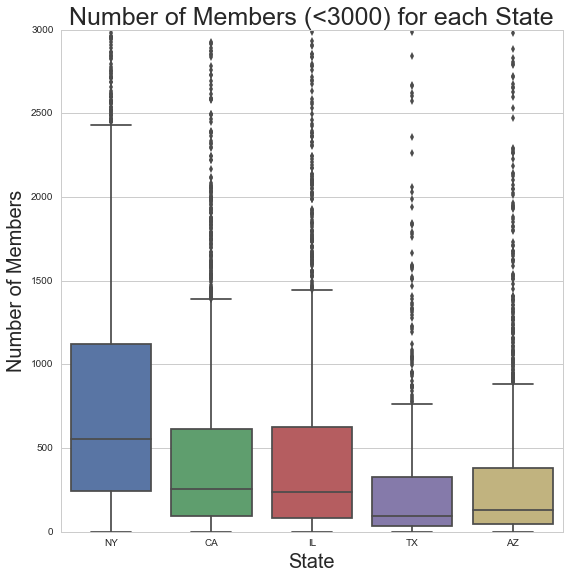 Number of Members (<3000) for each State
3000
2500
2000
1500
1000
500
0
Number of Members
NY CA IL TX AZ
State